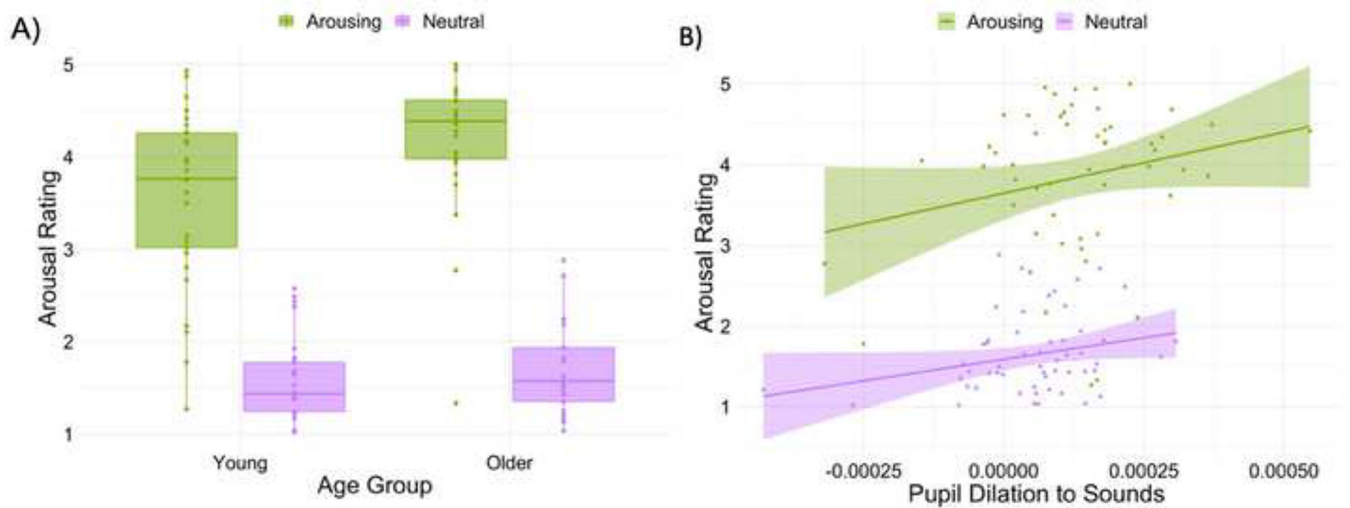 A)
Arousing Neutral
Arousal Rating
5
4
3
2
1
Young Older
Age Group
B)
Arousing Neutral
Arousal Rating
5
4
3
2
1
-0.00025 0.00000 0.00025 0.00050
Pupil Dilation to Sounds